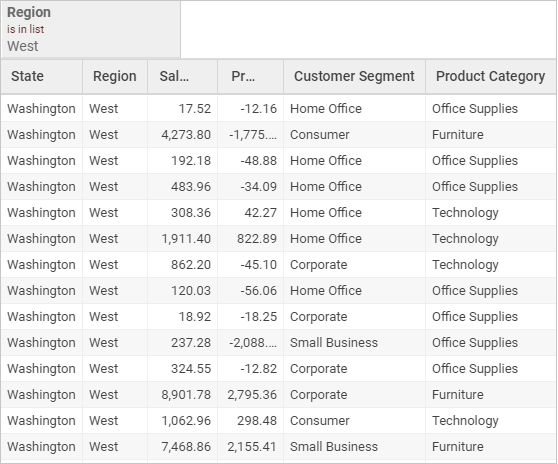 Region
is in list
West
State Region Sal... Pr... Customer Segment Product Category
Washington West 17.52 -12.16 Home Office Office Supplies
Washington West 4,273.80 -1,775.... Consumer Furniture
Washington West 192.18 -48.88 Home Office Office Supplies
Washington West 483.96 -34.09 Home Office Office Supplies
Washington West 308.36 42.27 Home Office Technology
Washington West 1,911.40 822.89 Home Office Technology
Washington West 862.20 -45.10 Corporate Technology
Washington West 120.03 -56.06 Home Office Office Supplies
Washington West 18.92 -18.25 Corporate Office Supplies
Washington West 237.28 -2,088.... Small Business Office Supplies
Washington West 324.55 -12.82 Corporate Office Supplies
Washington West 8,901.78 2,795.36 Corporate Furniture
Washington West 1,062.96 298.48 Consumer Technology
Washington West 7,468.86 2,155.41 Small Business Furniture